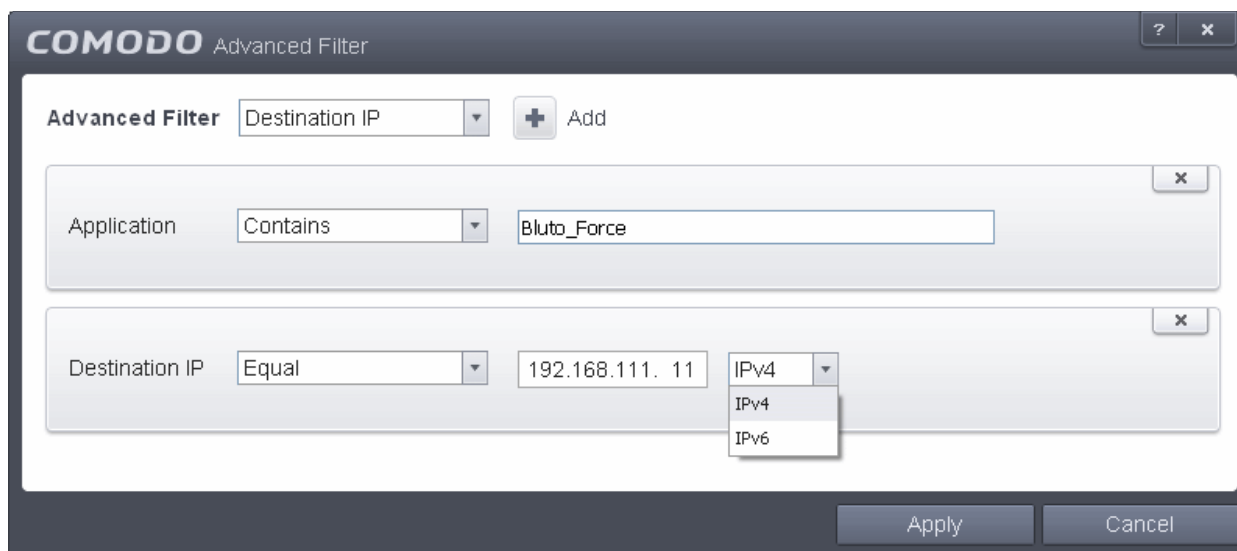 COMODO Advanced Filter ? x
Advanced Filter Destination IP + Add
x
Application Contains Bluto_Force
x
Destination IP Equal 192.168.111. 11 IPv4
IPv4
IPv6
Apply Cancel